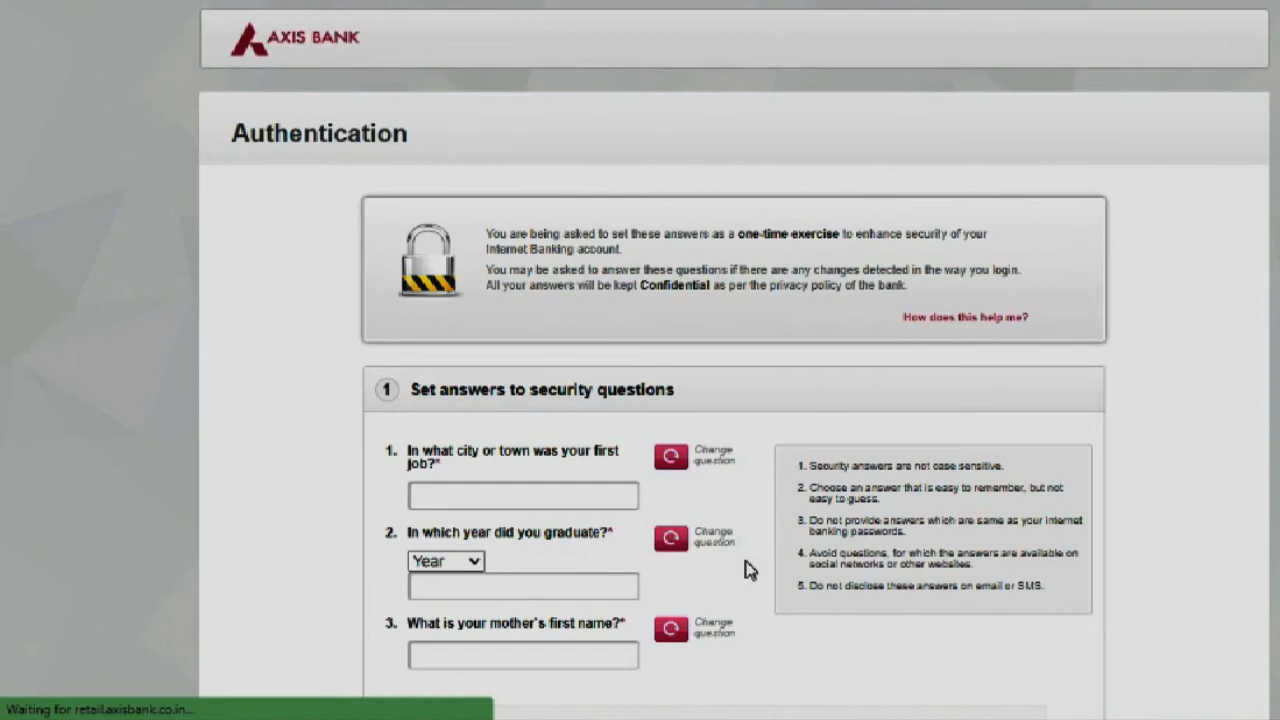 AXIS BANK
Authentication
You are being asked to set these answers as a one-time exercise to enhance security of your
Internet Banking account.
You may be asked to answer these questions if there are any changes detected in the way you login.
All your answers will be kept Confidential as per the privacy policy of the bank.
How does this help me?
1 Set answers to security questions
1. In what city or town was your first
job?*
Change
question
2. In which year did you graduate?*
Change
question
Year
3. What is your mother's first name?*
Change
question
1. Security answers are not case sensitive.
2. Choose an answer that is easy to remember, but not
easy to guess.
3. Do not provide answers which are same as your internet
banking passwords.
4. Avoid questions, for which the answers are available on
social networks or other websites.
5. Do not disclose these answers on email or SMS.
Waiting for retail.axisbank.co.in...